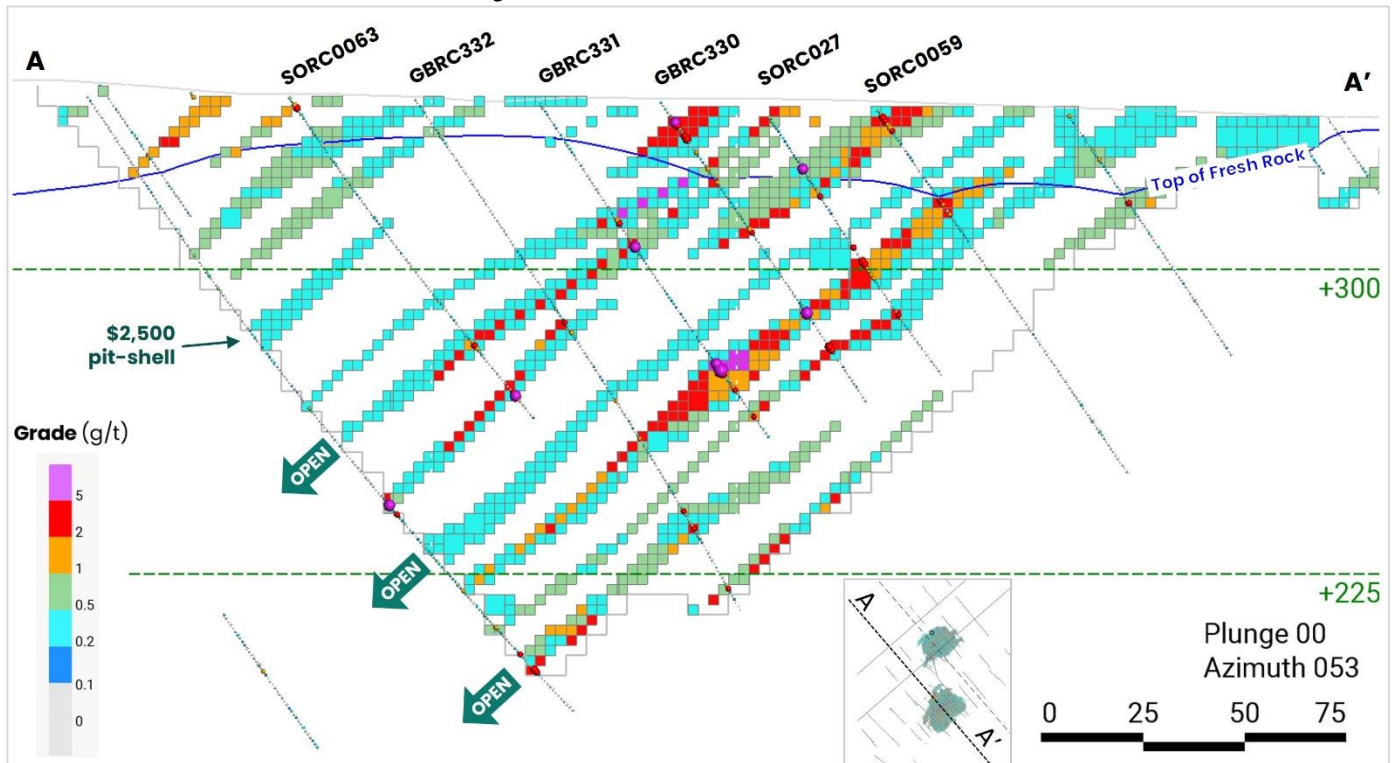 A
SORC0063
GBRC332
GBRC331
GBRC330
SORC027
SORC0059
A'
Top of Fresh Rock
+300
$2,500
pit-shell
Grade (g/t)
5
2
1
0.5
0.2
0.1
0
OPEN
OPEN
OPEN
+225
A
A'
Plunge 00
Azimuth 053
0 25 50 75